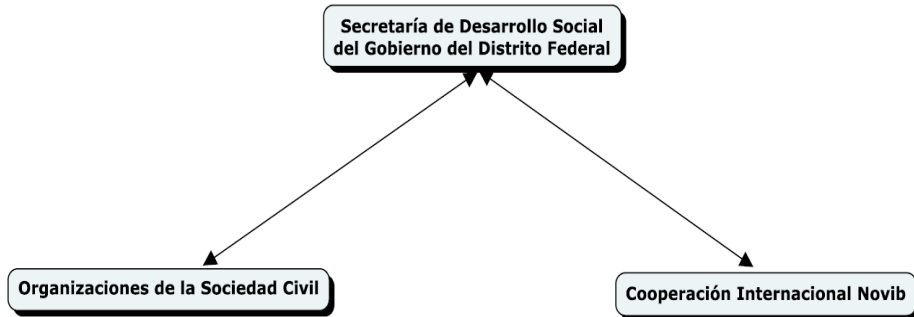 Secretaría de Desarrollo Social
del Gobierno del Distrito Federal
Organizaciones de la Sociedad Civil
Cooperación Internacional Novib